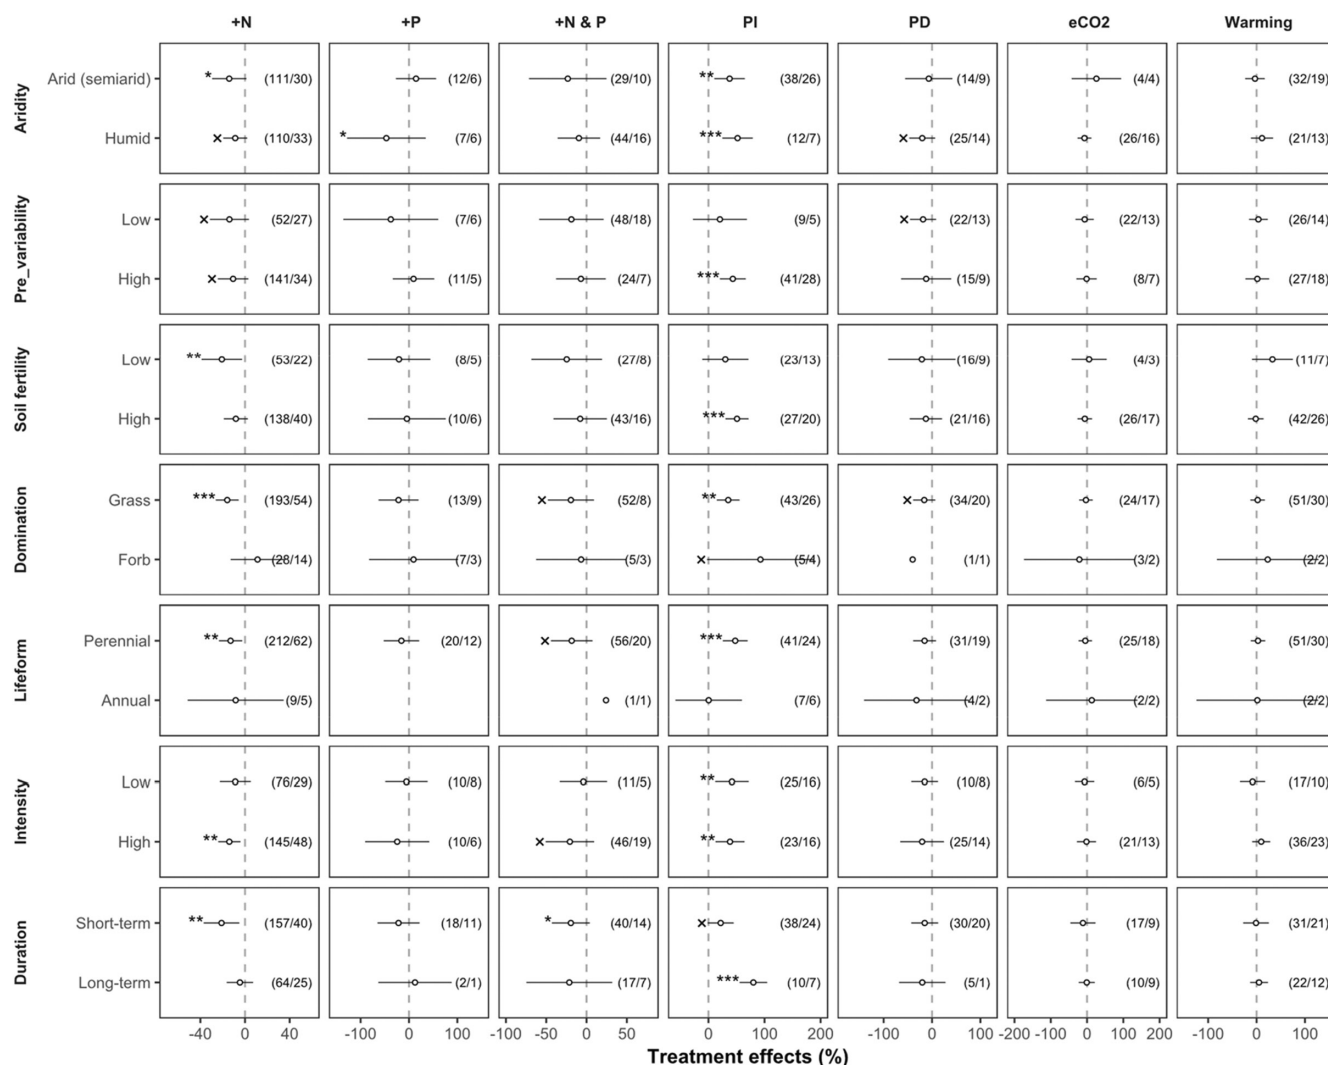 +N +P +N & P PI PD eCO2 Warming
Aridity
Arid (semiarid) * (111/30) (12/6) (29/10) ** (38/26) (14/9) (4/4) (32/19)
Humid × (110/33) * (7/6) (44/16) *** (12/7) × (25/14) (26/16) (21/13)
Pre_variability
Low × (52/27) (7/6) (48/18) (9/5) × (22/13) (22/13) (26/14)
High × (141/34) (11/5) (24/7) *** (41/28) (15/9) (8/7) (27/18)
Soil fertility
Low ** (53/22) (8/5) (27/8) (23/13) (16/9) (4/3) (11/7)
High (138/40) (10/6) (43/16) *** (27/20) (21/16) (26/17) (42/26)
Domination
Grass *** (193/54) (13/9) × (52/8) ** (43/26) × (34/20) (24/17) (51/30)
Forb (28/14) (7/3) (5/3) × (5/4) (1/1) (3/2) (2/2)
Lifeform
Perennial ** (212/62) (20/12) × (56/20) *** (41/24) (31/19) (25/18) (51/30)
Annual (9/5) (1/1) (7/6) (4/2) (2/2) (2/2)
Intensity
Low (76/29) (10/8) (11/5) ** (25/16) (10/8) (6/5) (17/10)
High ** (145/48) (10/6) × (46/19) ** (23/16) (25/14) (21/13) (36/23)
Duration
Short-term ** (157/40) (18/11) * (40/14) × (38/24) (30/20) (17/9) (31/21)
Long-term (64/25) (2/1) (17/7) *** (10/7) (5/1) (10/9) (22/12)
-40 0 40 -100 0 100 -100 -50 0 50 0 100 200 -100 0 100 -200 -100 0 100 200 -100 0 100
Treatment effects (%)